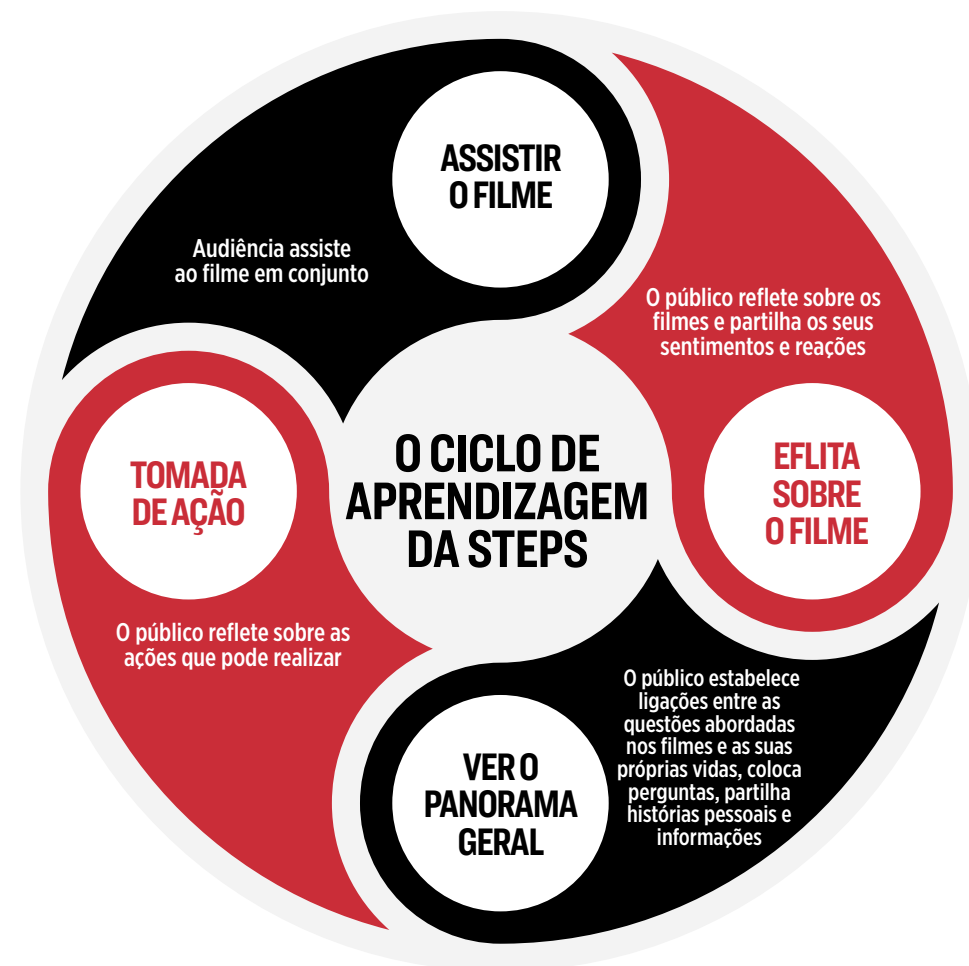 ASSISTIR
O FILME
Audiência assiste
ao filme em conjunto
O público reflete sobre os
filmes e partilha os seus
sentimentos e reações
EFLITA
SOBRE
O FILME
O CICLO DE
APRENDIZAGEM
DA STEPS
TOMADA
DE AÇÃO
O público reflete sobre as
ações que pode realizar
O público estabelece
ligações entre as
questões abordadas
nos filmes e as suas
próprias vidas, coloca
perguntas, partilha
histórias pessoais e
informações
VER O
PANORAMA
GERAL